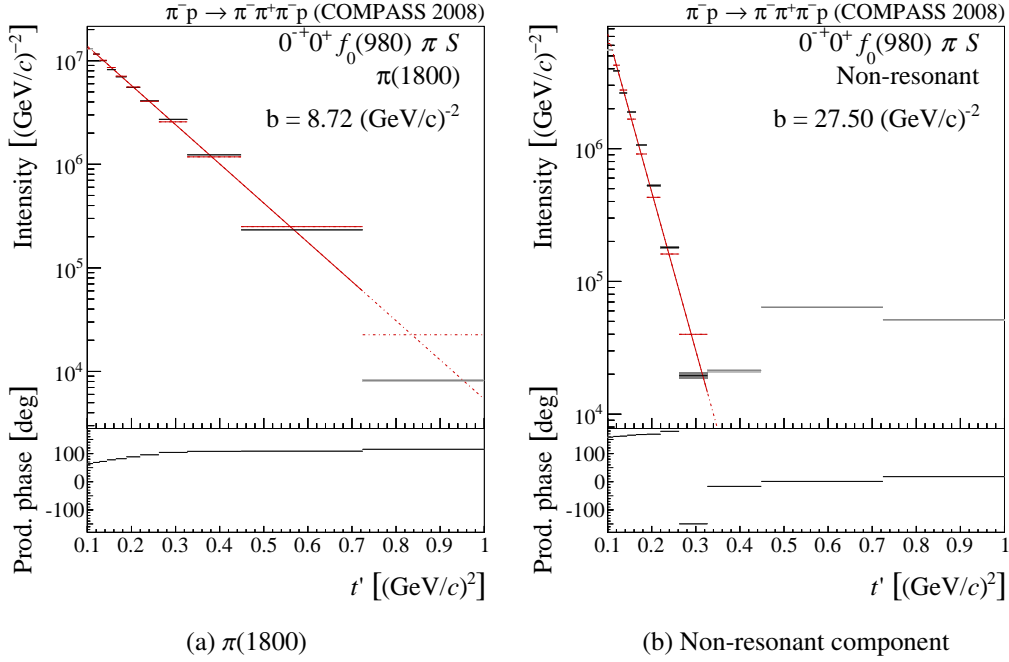 π⁻p → π⁻π⁺π⁻p (COMPASS 2008)
0⁻⁺0⁺ f₀(980) π S
π(1800)
b = 8.72 (GeV/c)⁻²
Intensity [(GeV/c)⁻²]
10⁷
10⁶
10⁵
10⁴
Prod. phase [deg]
100
0
-100
0.1 0.2 0.3 0.4 0.5 0.6 0.7 0.8 0.9 1
t' [(GeV/c)²]
(a) π(1800)
π⁻p → π⁻π⁺π⁻p (COMPASS 2008)
0⁻⁺0⁺ f₀(980) π S
Non-resonant
b = 27.50 (GeV/c)⁻²
Intensity [(GeV/c)⁻²]
10⁶
10⁵
10⁴
Prod. phase [deg]
100
0
-100
0.1 0.2 0.3 0.4 0.5 0.6 0.7 0.8 0.9 1
t' [(GeV/c)²]
(b) Non-resonant component